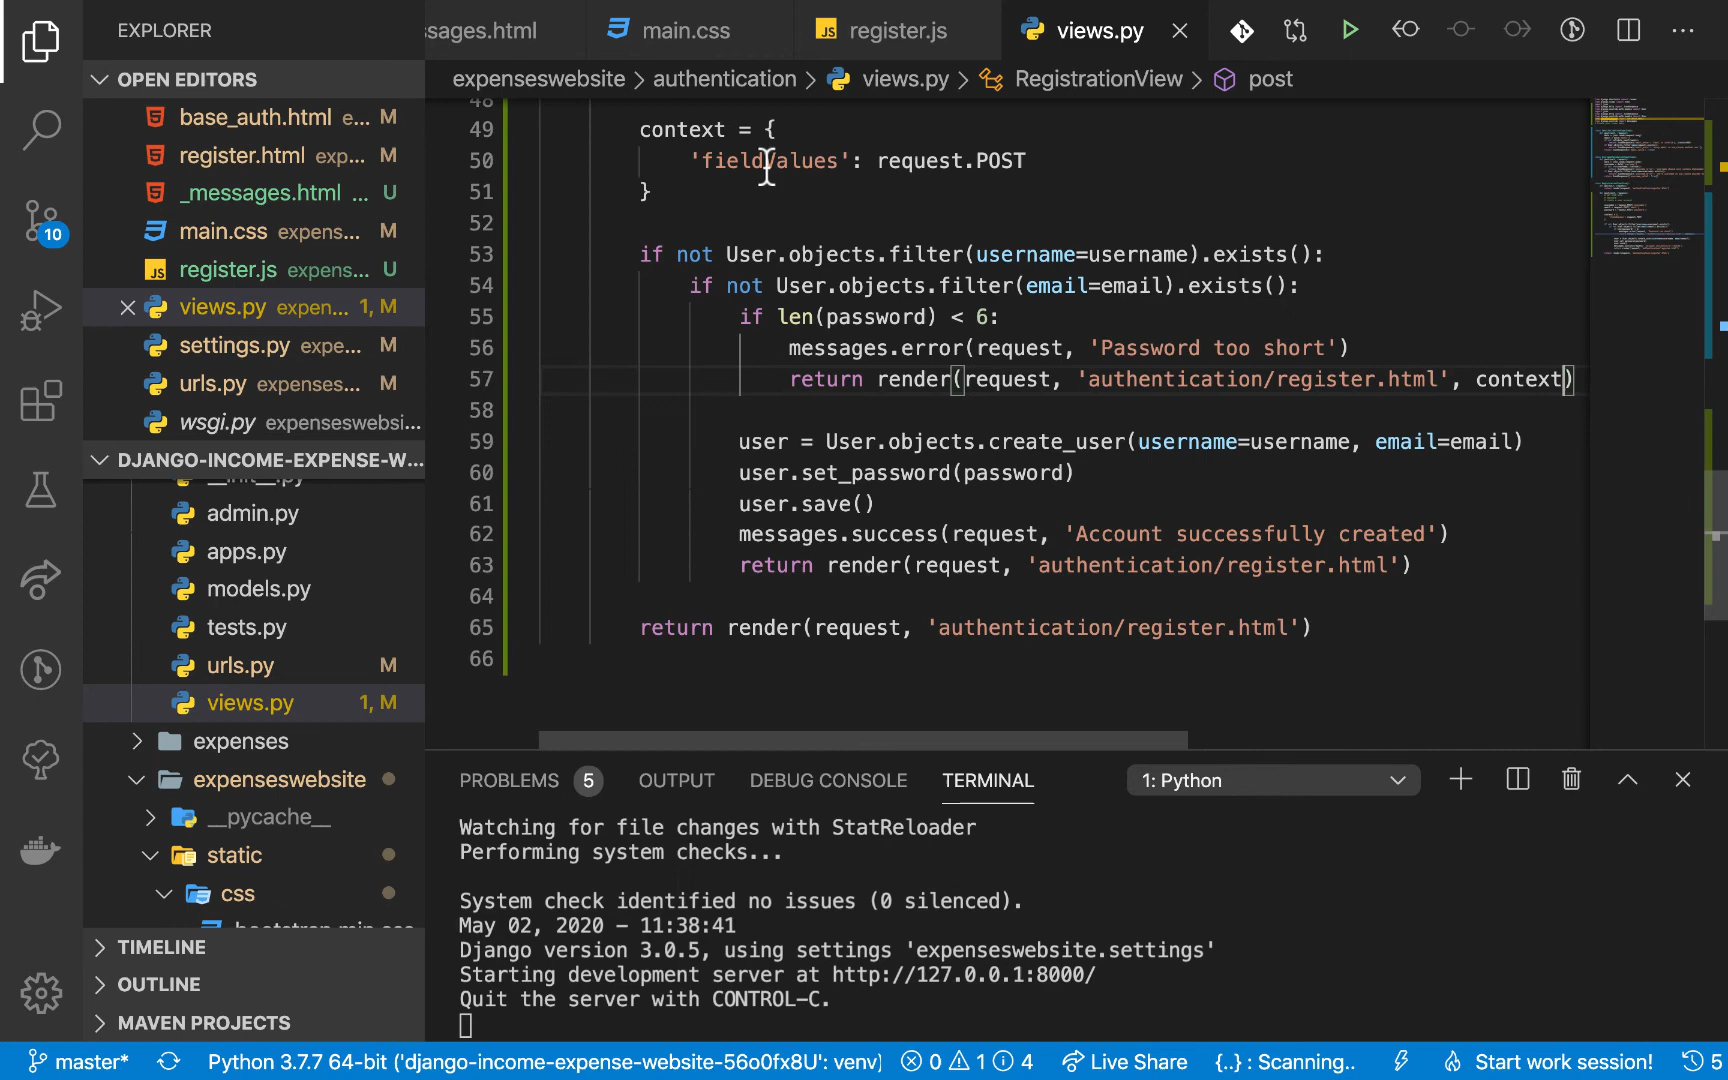 EXPLORER
ssages.html
main.css
JS register.js
views.py
OPEN EDITORS
expenseswebsite
authentication
views.py
RegistrationView
post
base_auth.html e... M
register.html expens... M
_messages.html ... U
main.css expens... M
JS register.js expens... U
views.py expen... 1, M
settings.py expe... M
urls.py expenses... M
wsgi.py expenseswebsi...
10
48
49 context = {
50 'fieldValues': request.POST
51 }
52
53 if not User.objects.filter(username=username).exists():
54 if not User.objects.filter(email=email).exists():
55 if len(password) < 6:
56 messages.error(request, 'Password too short')
57 return render(request, 'authentication/register.html', context)
58
59 user = User.objects.create_user(username=username, email=email)
60 user.set_password(password)
61 user.save()
62 messages.success(request, 'Account successfully created')
63 return render(request, 'authentication/register.html')
64
65 return render(request, 'authentication/register.html')
66
DJANGO-INCOME-EXPENSE-W...
__init__.py
admin.py
apps.py
models.py
tests.py
urls.py M
views.py 1, M
expenses
expenseswebsite
__pycache__
static
css
bootstrap.min.css
TIMELINE
OUTLINE
MAVEN PROJECTS
PROBLEMS 5 OUTPUT DEBUG CONSOLE TERMINAL
1: Python
Watching for file changes with StatReloader
Performing system checks...
System check identified no issues (0 silenced).
May 02, 2020 - 11:38:41
Django version 3.0.5, using settings 'expenseswebsite.settings'
Starting development server at http://127.0.0.1:8000/
Quit the server with CONTROL-C.
master*
Python 3.7.7 64-bit ('django-income-expense-website-56o0fx8U': venv)
0 1 4
Live Share
{..} : Scanning..
Start work session!
5